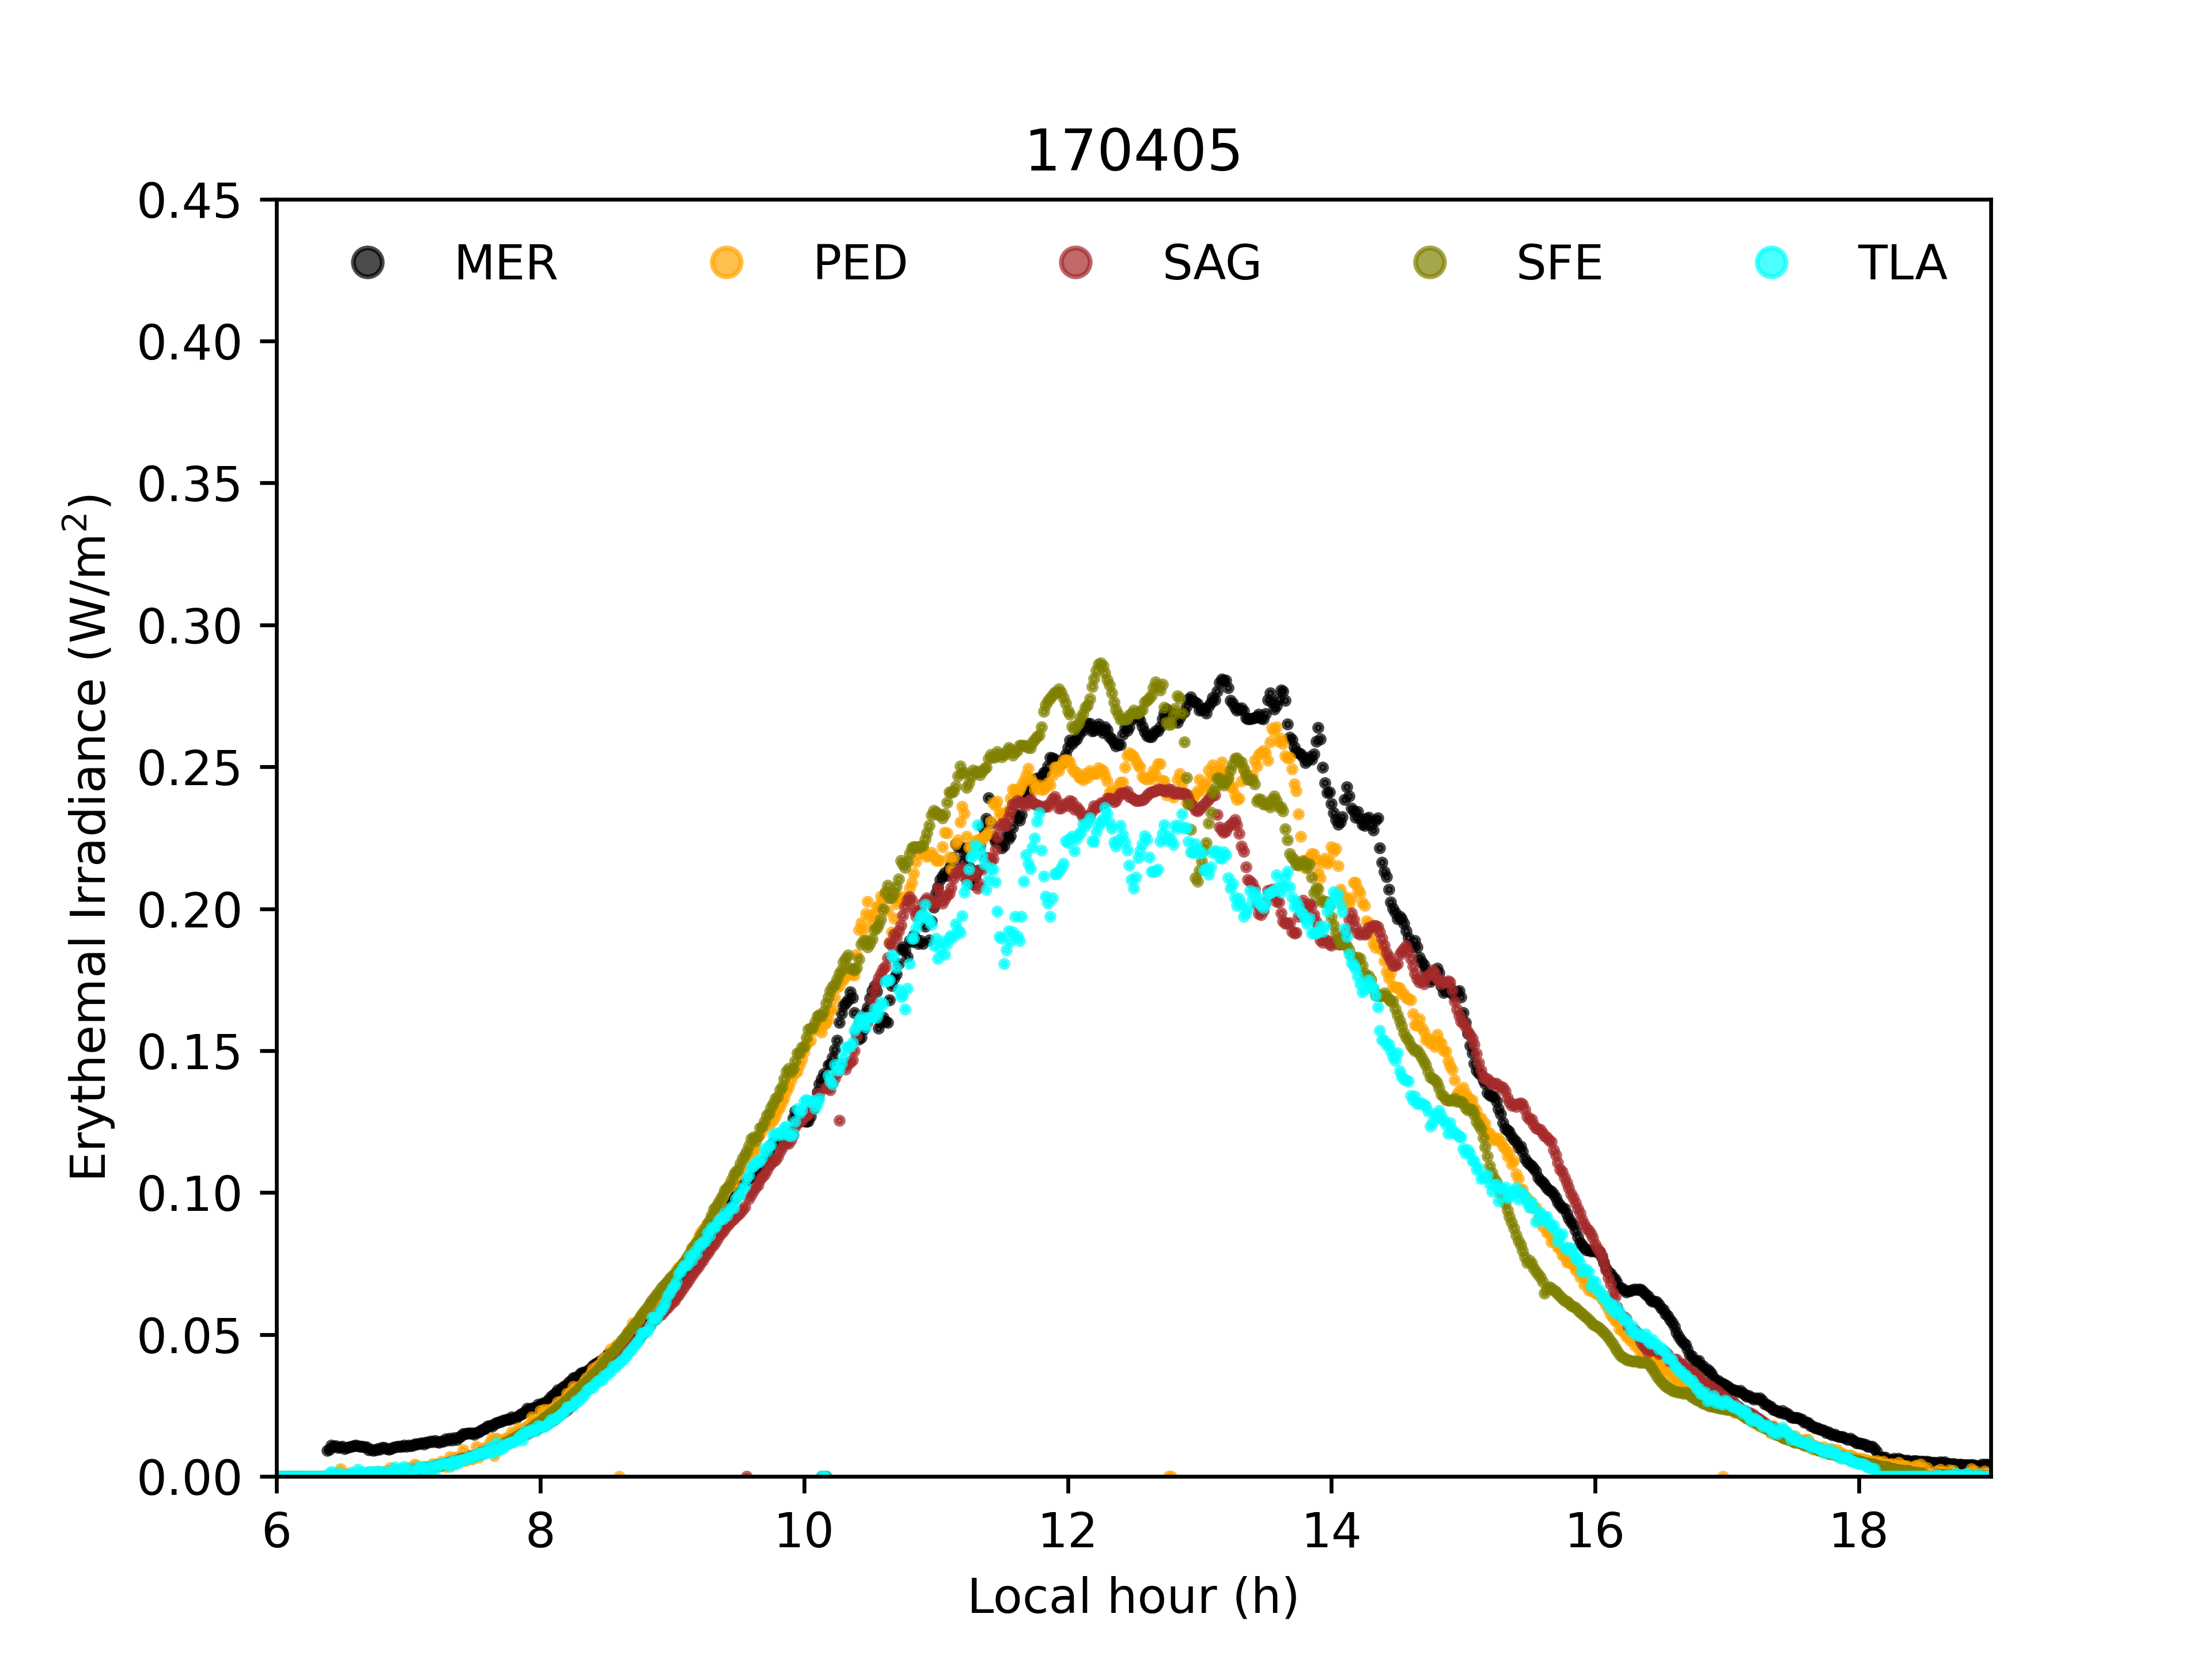 170405
MER PED SAG SFE TLA
0.45
0.40
0.35
0.30
0.25
0.20
0.15
0.10
0.05
0.00
Erythemal Irradiance (W/m²)
6 8 10 12 14 16 18
Local hour (h)